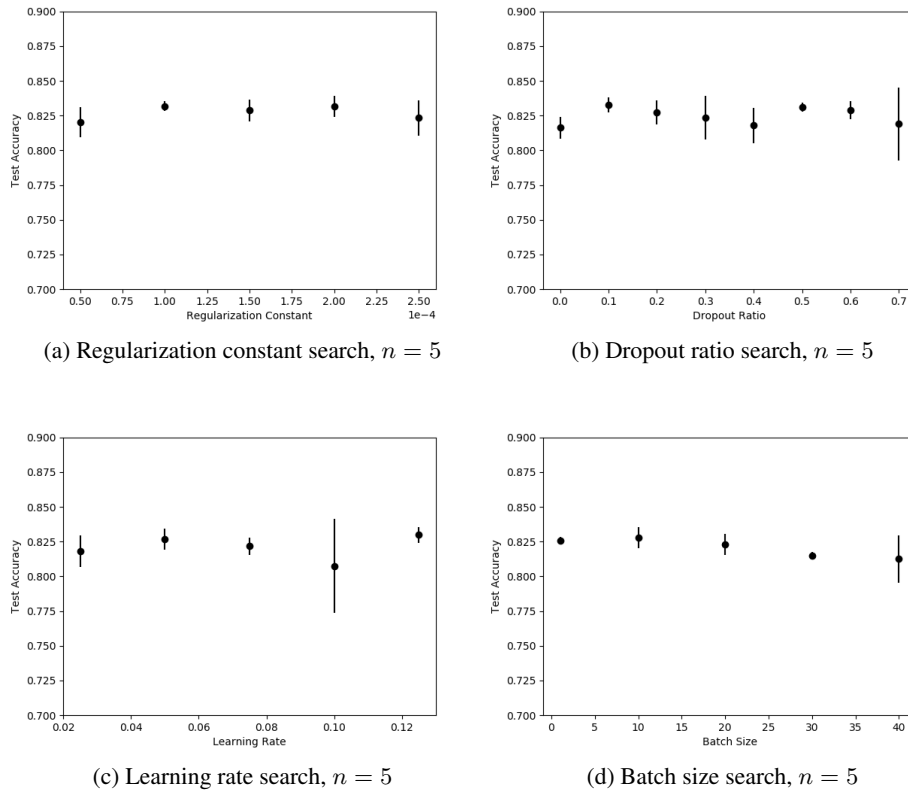 0.900
0.875
0.850
0.825
0.800
0.775
0.750
0.725
0.700
Test Accuracy
0.50 0.75 1.00 1.25 1.50 1.75 2.00 2.25 2.50
1e−4
Regularization Constant
(a) Regularization constant search, n = 5
0.900
0.875
0.850
0.825
0.800
0.775
0.750
0.725
0.700
Test Accuracy
0.0 0.1 0.2 0.3 0.4 0.5 0.6 0.7
Dropout Ratio
(b) Dropout ratio search, n = 5
0.900
0.875
0.850
0.825
0.800
0.775
0.750
0.725
0.700
Test Accuracy
0.02 0.04 0.06 0.08 0.10 0.12
Learning Rate
(c) Learning rate search, n = 5
0.900
0.875
0.850
0.825
0.800
0.775
0.750
0.725
0.700
Test Accuracy
0 5 10 15 20 25 30 35 40
Batch Size
(d) Batch size search, n = 5